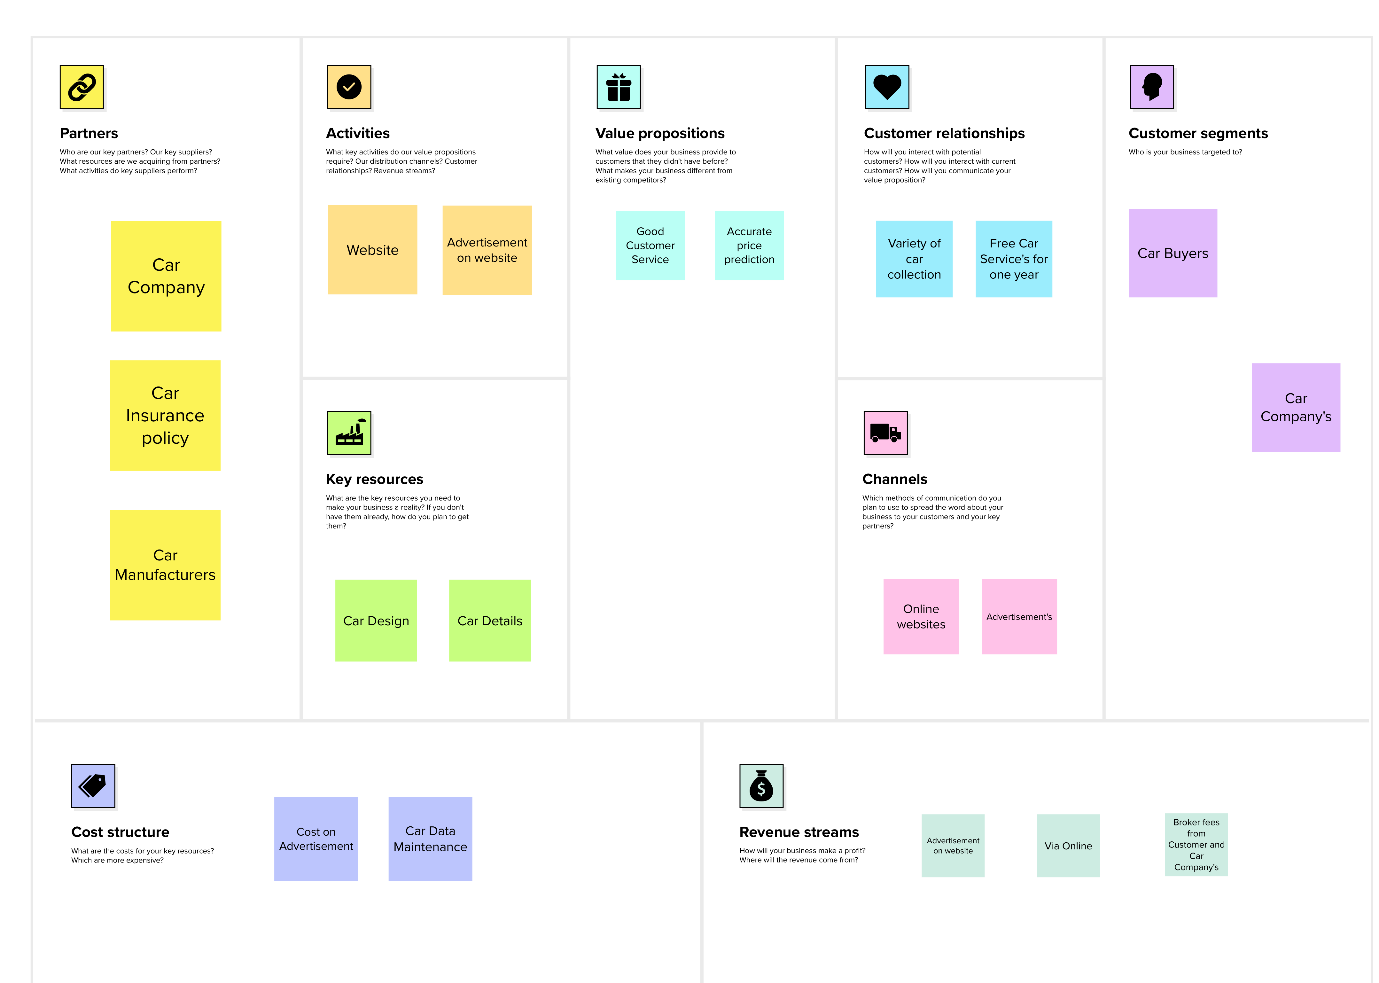 Partners
Who are our key partners? Our key suppliers?
What resources are we acquiring from partners?
What activities do key suppliers perform?
Car
Company
Car
Insurance
policy
Car
Manufacturers
Activities
What key activities do our value propositions
require? Our distribution channels? Customer
relationships? Revenue streams?
Website
Advertisement
on website
Key resources
What are the key resources you need to
make your business a reality? If you don't
have them already, how do you plan to get
them?
Car Design
Car Details
Value propositions
What value does your business provide to
customers that they didn't have before?
What makes your business different from
existing competitors?
Good
Customer
Service
Accurate
price
prediction
Customer relationships
How will you interact with potential
customers? How will you interact with current
customers? How will you communicate your
value proposition?
Variety of
car
collection
Free Car
Service's for
one year
Channels
Which methods of communication do you
plan to use to spread the word about your
business to your customers and your key
partners?
Online
websites
Advertisement's
Customer segments
Who is your business targeted to?
Car Buyers
Car
Company's
Cost structure
What are the costs for your key resources?
Which are more expensive?
Cost on
Advertisement
Car Data
Maintenance
Revenue streams
How will your business make a profit?
Where will the revenue come from?
Advertisement
on website
Via Online
Broker fees
from
Customer and
Car
Company's